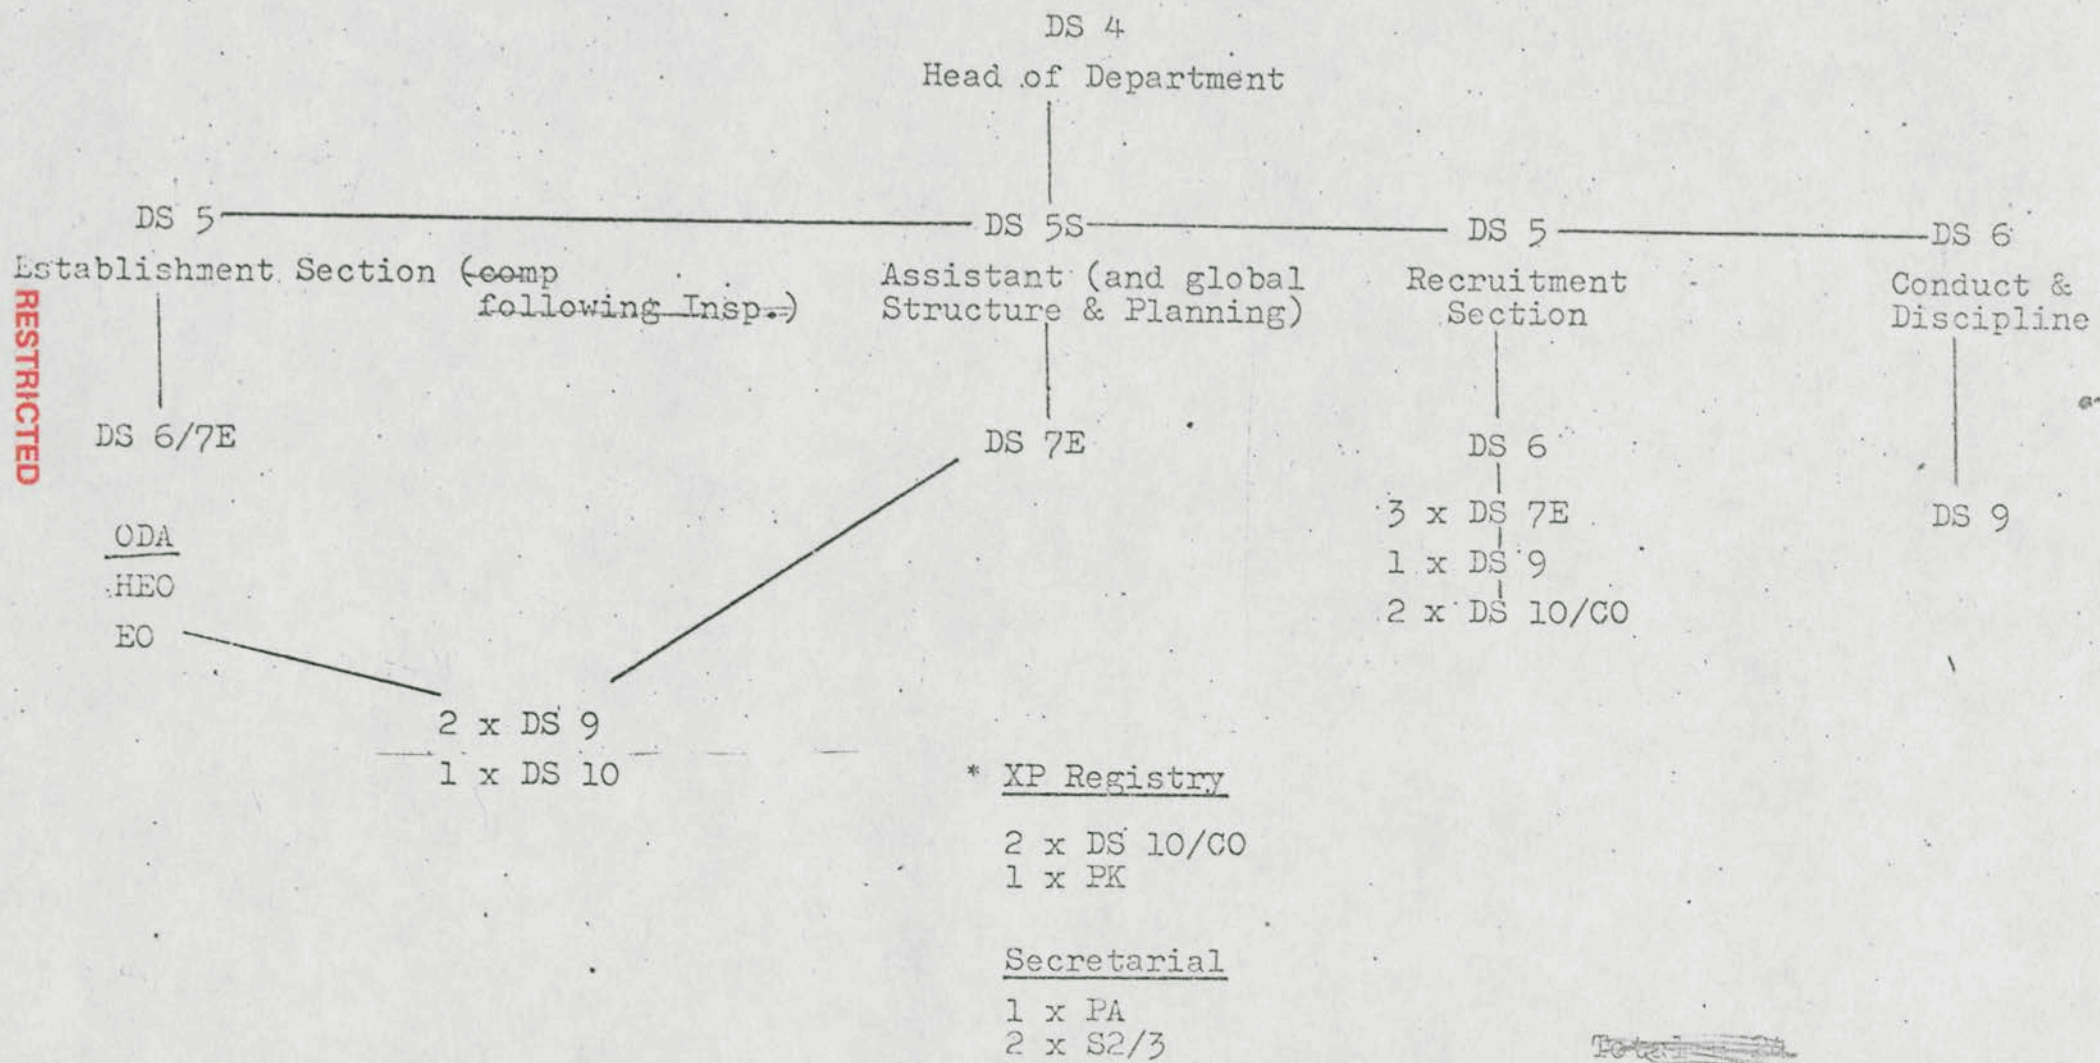 DS 4
Head of Department
DS 5
DS 5S
DS 5
DS 6
Establishment Section (comp
following Insp.)
Assistant (and global
Structure & Planning)
Recruitment
Section
Conduct &
Discipline
RESTRICTED
DS 6/7E
DS 7E
DS 6
3 x DS 7E
1 x DS 9
2 x DS 10/CO
DS 9
ODA
HEO
EO
2 x DS 9
1 x DS 10
* XP Registry
2 x DS 10/CO
1 x PK
Secretarial
1 x PA
2 x S2/3
Total